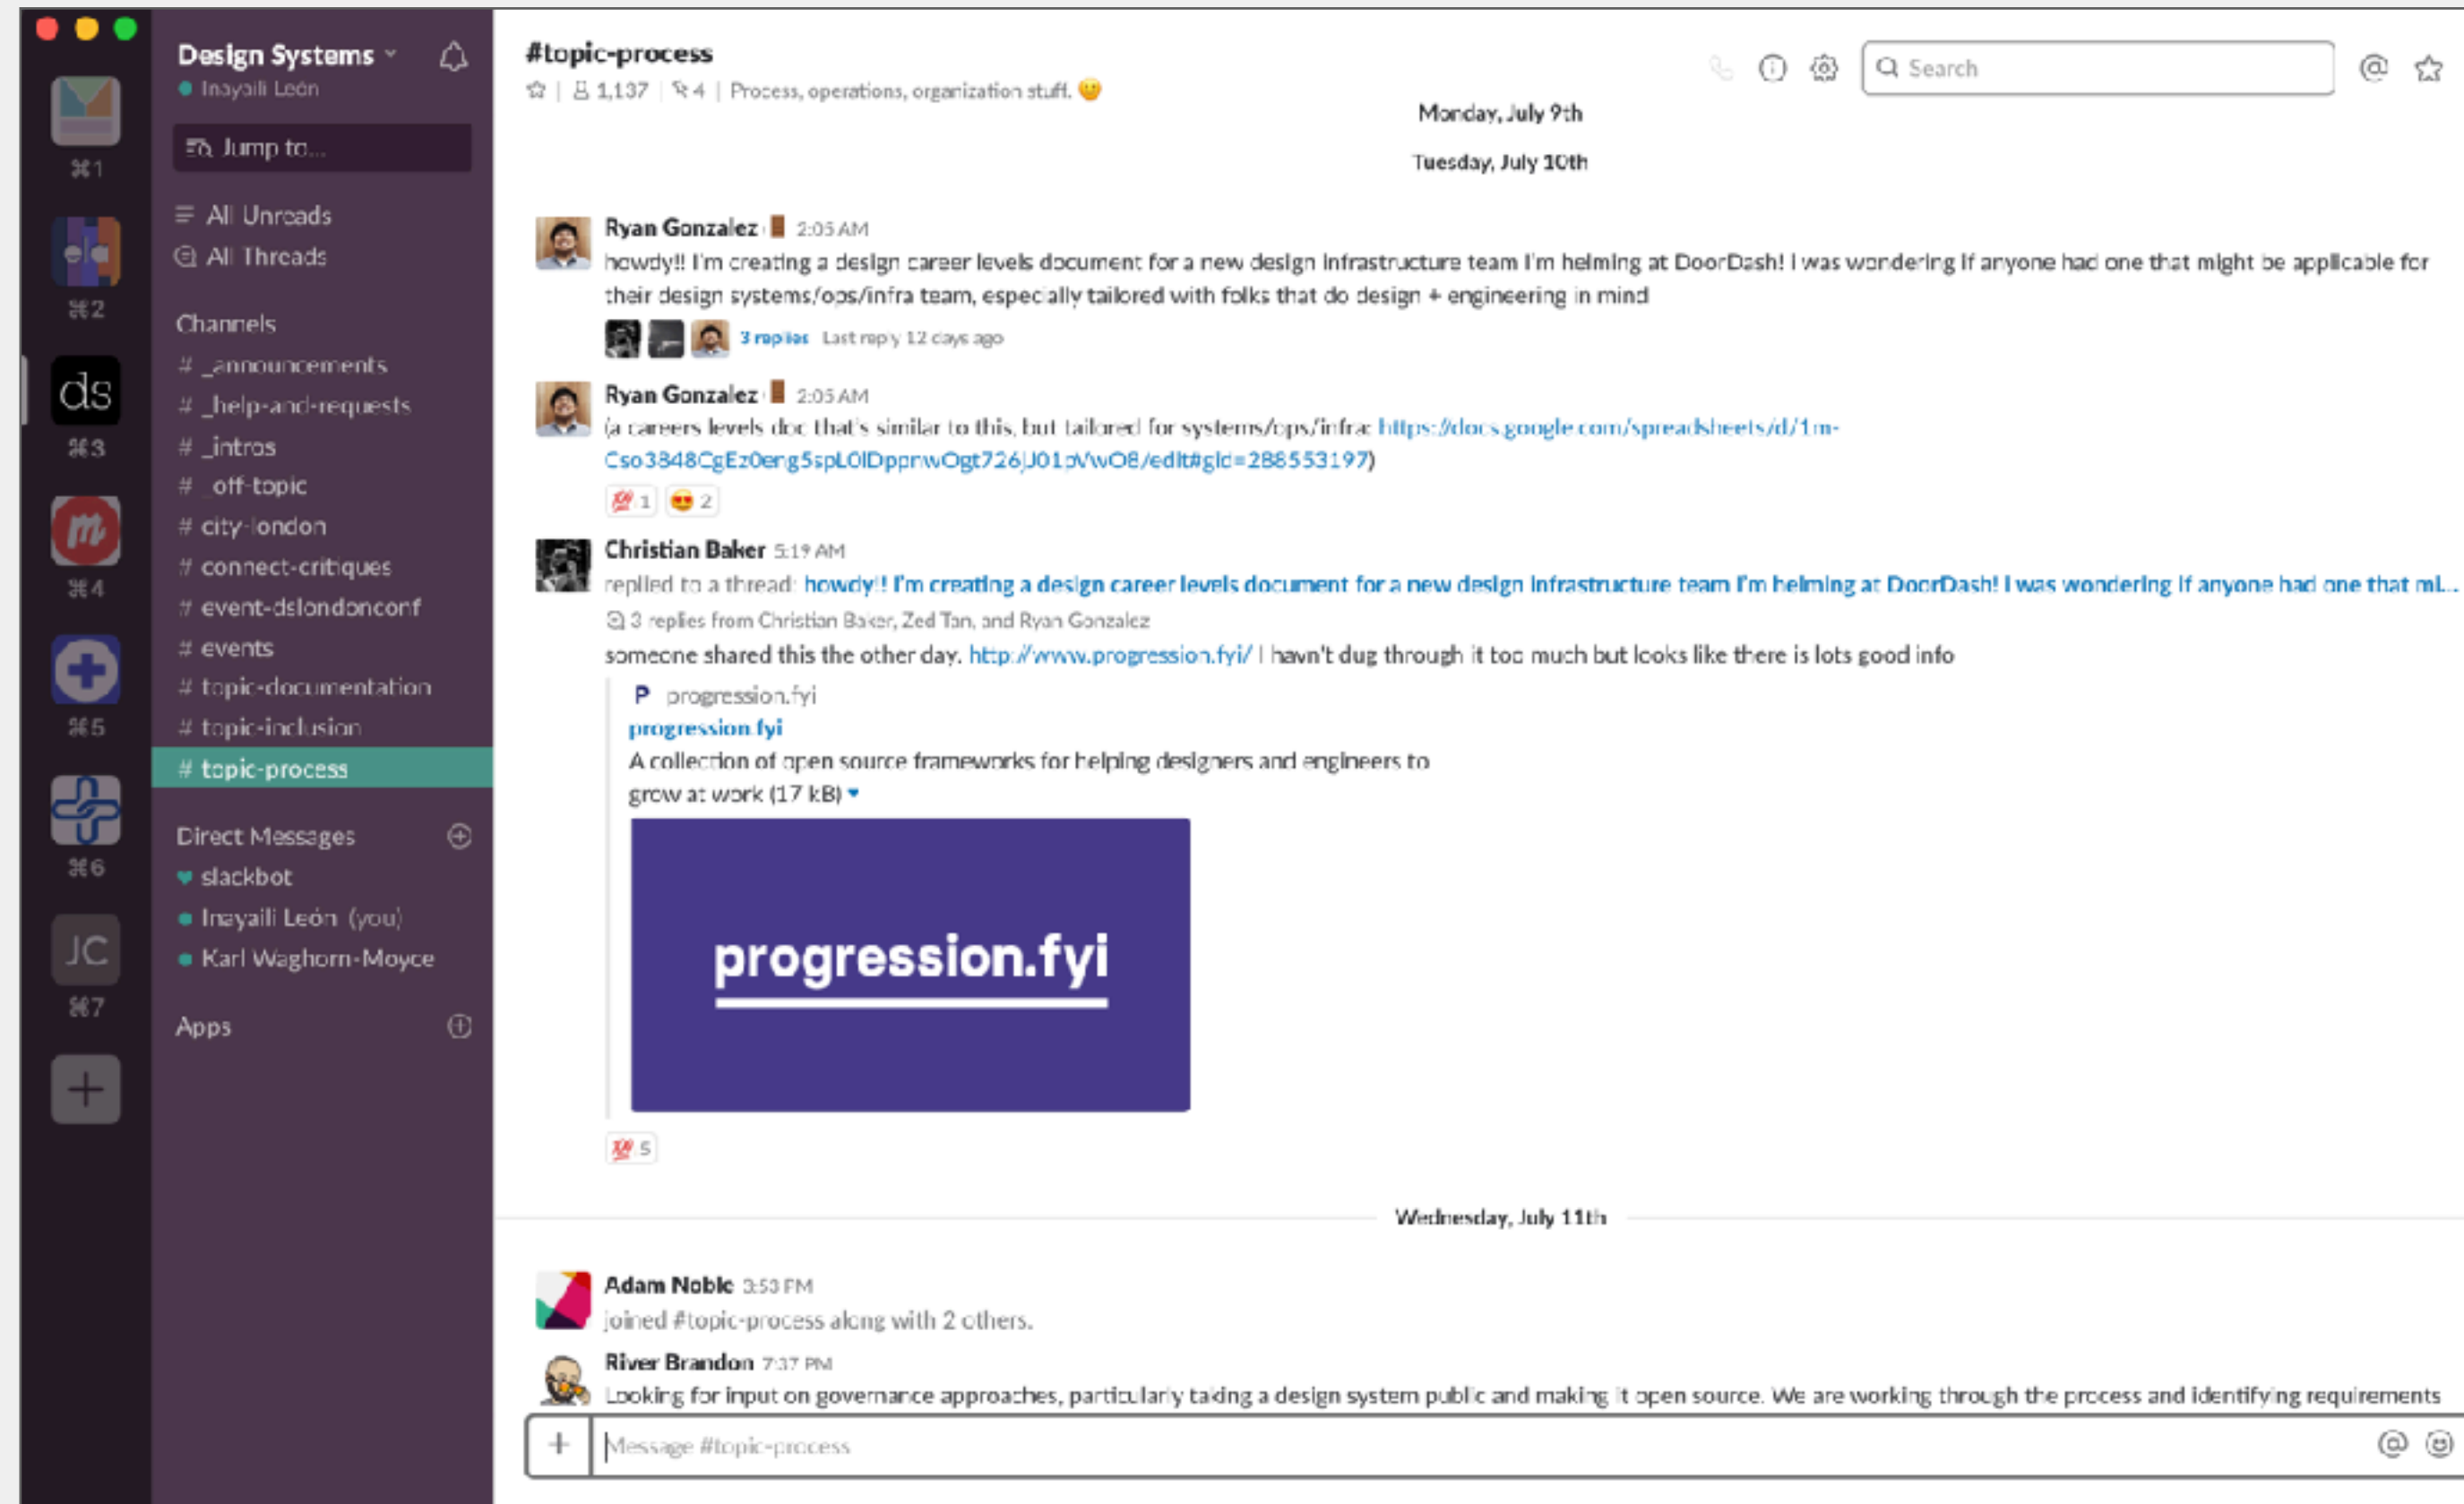 Design Systems
Inayaili León
Jump to...
All Unreads
All Threads
Channels
# _announcements
# _help-and-requests
# _intros
# _off-topic
# city-london
# connect-critiques
# event-dslondonconf
# events
# topic-documentation
# topic-inclusion
# topic-process
Direct Messages
slackbot
Inayaili León (you)
Karl Waghorn-Moyce
Apps
⌘1
ela
⌘2
ds
⌘3
m
⌘4
⌘5
⌘6
JC
⌘7
#topic-process
1,137 | 4 | Process, operations, organization stuff.
Search
Monday, July 9th
Tuesday, July 10th
Ryan Gonzalez 2:05 AM
howdy!! I'm creating a design career levels document for a new design infrastructure team I'm helming at DoorDash! I was wondering if anyone had one that might be applicable for
their design systems/ops/infra team, especially tailored with folks that do design + engineering in mind
3 replies Last reply 12 days ago
Ryan Gonzalez 2:05 AM
(a careers levels doc that's similar to this, but tailored for systems/ops/infra: https://docs.google.com/spreadsheets/d/1m-
/edit#gid=288553197)
💯 1 😍 2
Christian Baker 5:19 AM
replied to a thread: howdy!! I'm creating a design career levels document for a new design infrastructure team I'm helming at DoorDash! I was wondering if anyone had one that mi...
3 replies from Christian Baker, Zed Tan, and Ryan Gonzalez
someone shared this the other day. http://www.progression.fyi/ I havn't dug through it too much but looks like there is lots good info
P progression.fyi
progression.fyi
A collection of open source frameworks for helping designers and engineers to
grow at work (17 kB)
progression.fyi
💯 5
Wednesday, July 11th
Adam Noble 3:53 PM
joined #topic-process along with 2 others.
River Brandon 7:37 PM
Looking for input on governance approaches, particularly taking a design system public and making it open source. We are working through the process and identifying requirements
Message #topic-process